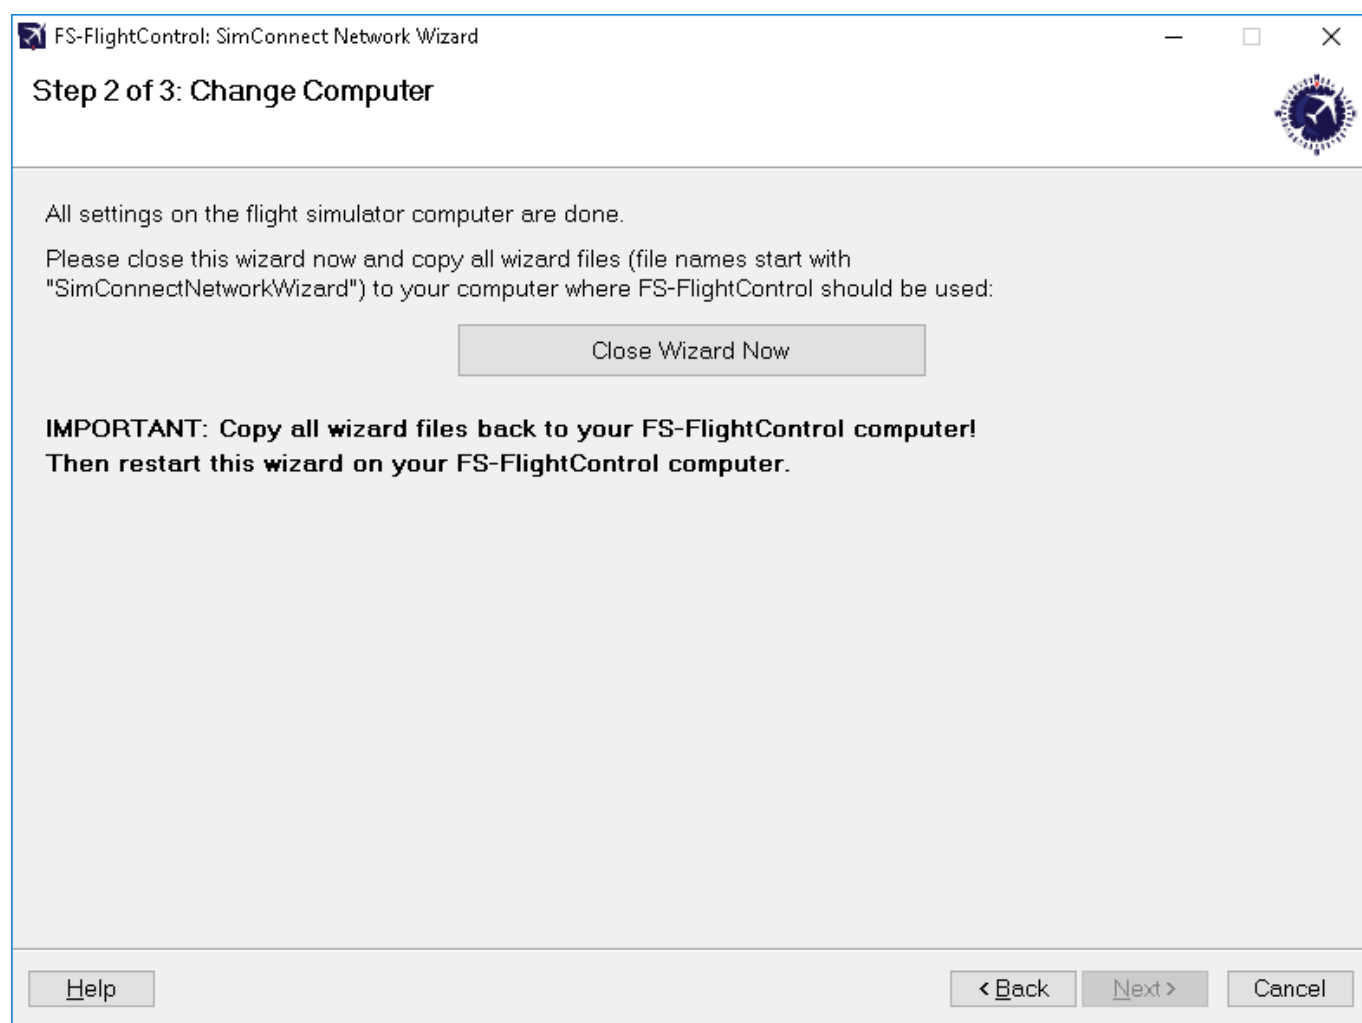 FS-FlightControl: SimConnect Network Wizard
Step 2 of 3: Change Computer
All settings on the flight simulator computer are done.
Please close this wizard now and copy all wizard files (file names start with
"SimConnectNetworkWizard") to your computer where FS-FlightControl should be used:
Close Wizard Now
IMPORTANT: Copy all wizard files back to your FS-FlightControl computer!
Then restart this wizard on your FS-FlightControl computer.
Help
< Back
Next >
Cancel